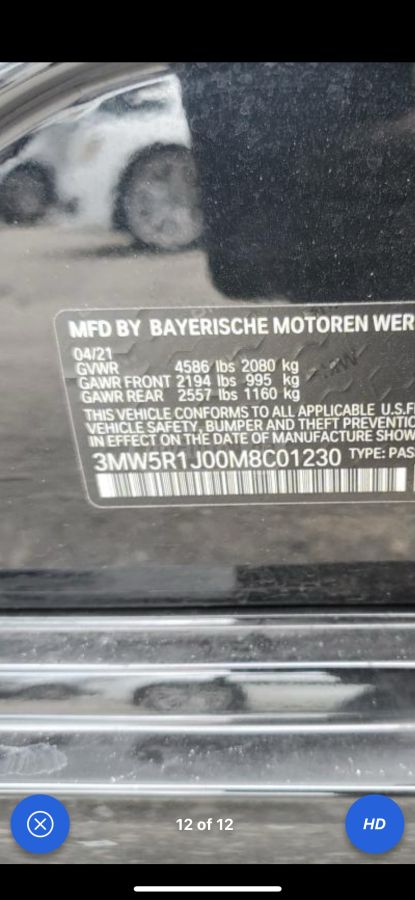 MFD BY BAYERISCHE MOTOREN WER
04/21
GVWR 4586 lbs 2080 kg
GAWR FRONT 2194 lbs 995 kg
GAWR REAR 2557 lbs 1160 kg
THIS VEHICLE CONFORMS TO ALL APPLICABLE U.S.F
VEHICLE SAFETY, BUMPER AND THEFT PREVENTIO
IN EFFECT ON THE DATE OF MANUFACTURE SHOW
3MW5R1J00M8C01230 TYPE: PAS
12 of 12
HD